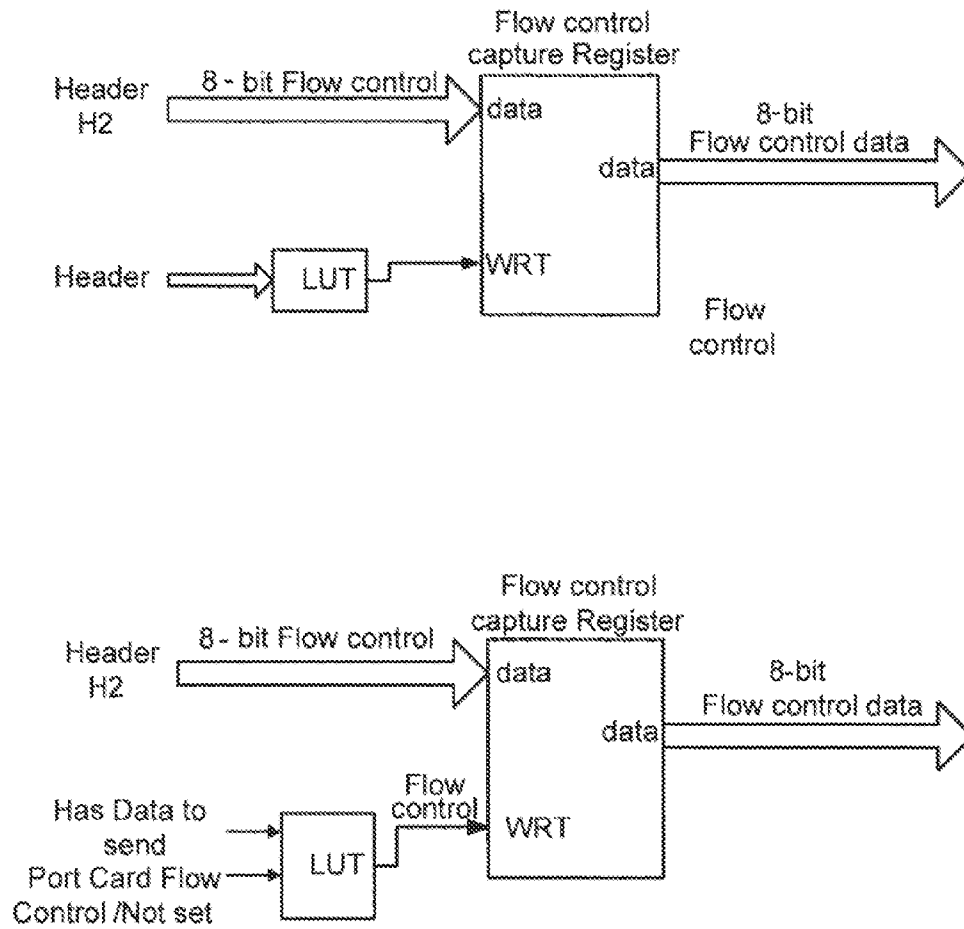 Flow control
capture Register
Header
H2
8 - bit Flow control
data
8-bit
Flow control data
data
Header
LUT
WRT
Flow
control
Flow control
capture Register
Header
H2
8 - bit Flow control
data
8-bit
Flow control data
data
Has Data to
send
Port Card Flow
Control /Not set
LUT
Flow
control
WRT